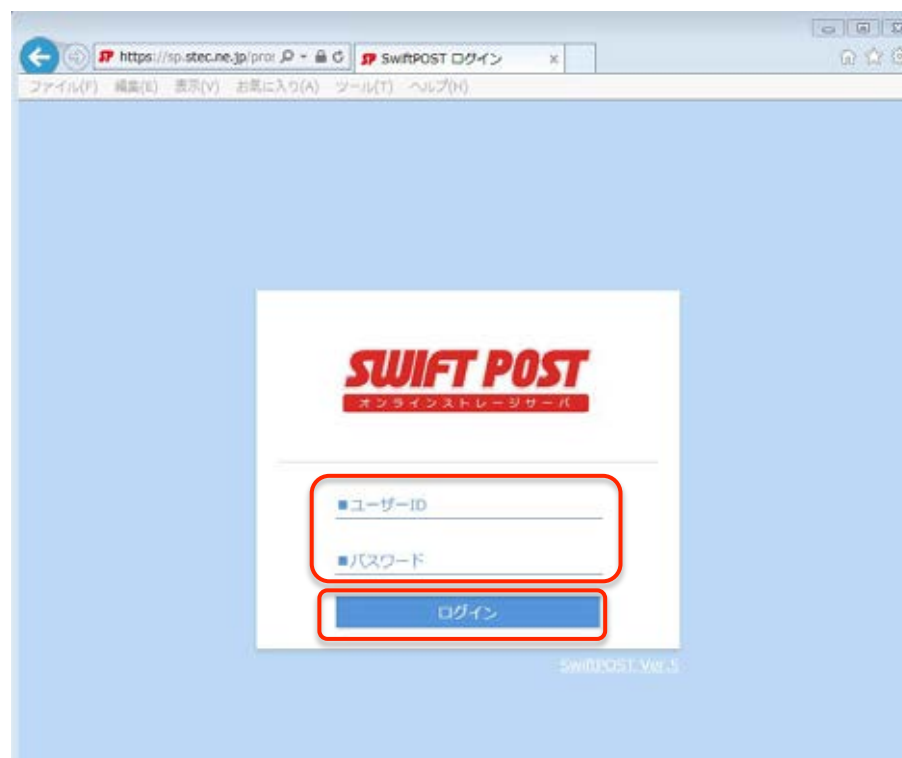 https://sp.stec.ne.jp/pro
SwiftPOST ログイン
ファイル(F) 編集(E) 表示(V) お気に入り(A) ツール(T) ヘルプ(H)
SWIFT POST
オンラインストレージサーバ
■ユーザーID
■パスワード
ログイン
SwiftPOST Ver.5